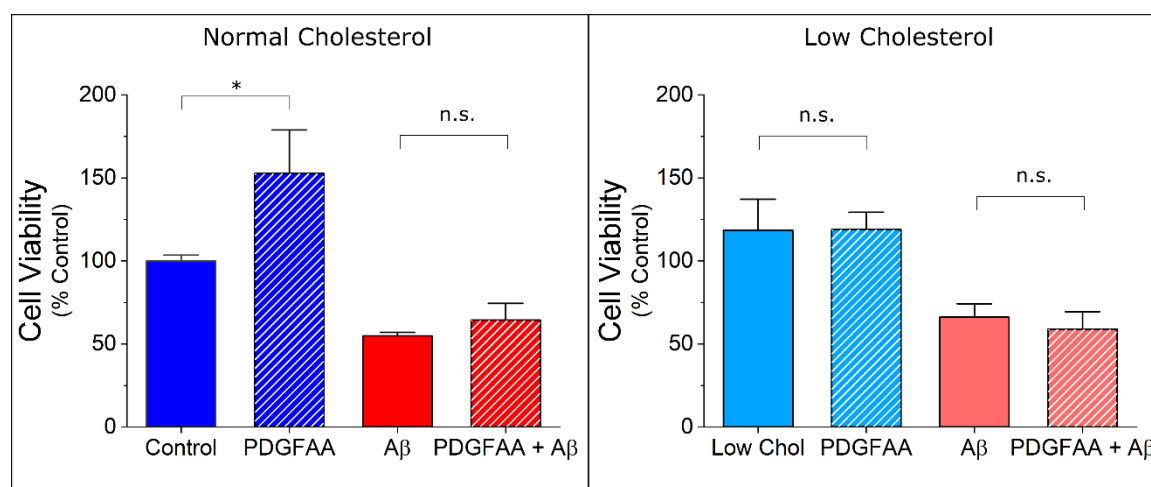 Normal Cholesterol
Cell Viability
(% Control)
200
150
100
50
0
*
n.s.
Control
PDGFAA
Aβ
PDGFAA + Aβ
Low Cholesterol
Cell Viability
(% Control)
200
150
100
50
0
n.s.
n.s.
Low Chol
PDGFAA
Aβ
PDGFAA + Aβ